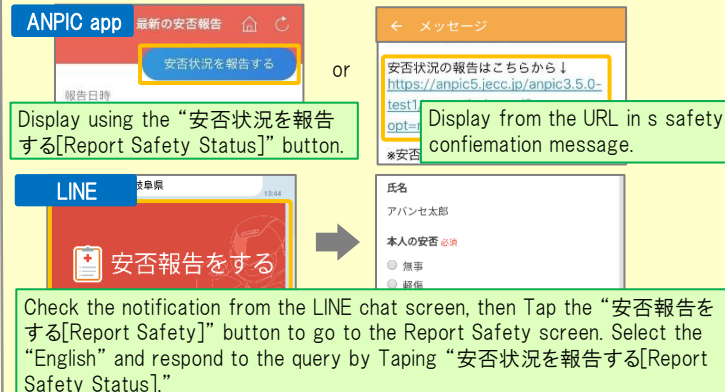 ANPIC app
最新の安否報告
安否状況を報告する
報告日時
Display using the “安否状況を報告
する[Report Safety Status]” button.
or
← メッセージ
安否状況の報告はこちらから↓
https://anpic5.jecc.jp/anpic3.5.0-
test1
opt=
※安否
Display from the URL in s safety
confiemation message.
LINE
岐阜県
13:44
安否報告をする
氏名
アバンセ太郎
本人の安否 必須
無事
軽傷
Check the notification from the LINE chat screen, then Tap the “安否報告を
する[Report Safety]” button to go to the Report Safety screen. Select the
“English” and respond to the query by Taping “安否状況を報告する[Report
Safety Status].”